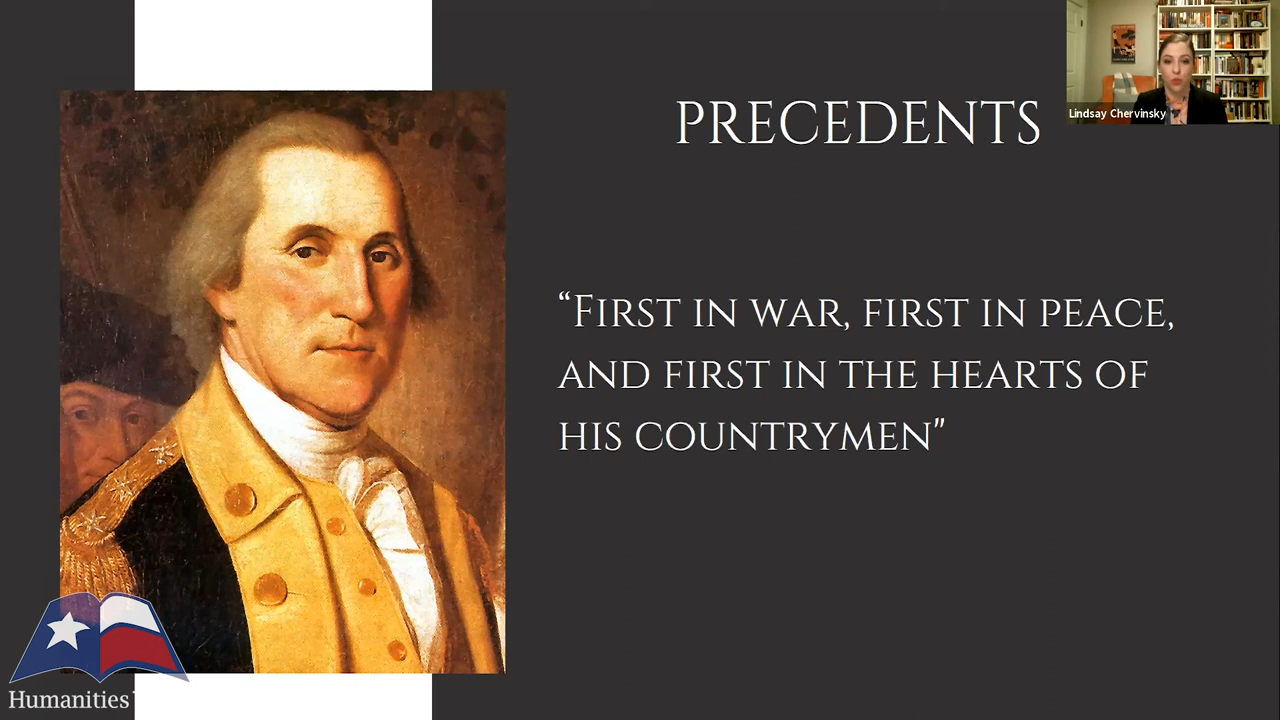 PRECEDENTS
Lindsay Chervinsky
“FIRST IN WAR, FIRST IN PEACE,
AND FIRST IN THE HEARTS OF
HIS COUNTRYMEN"
Humanities